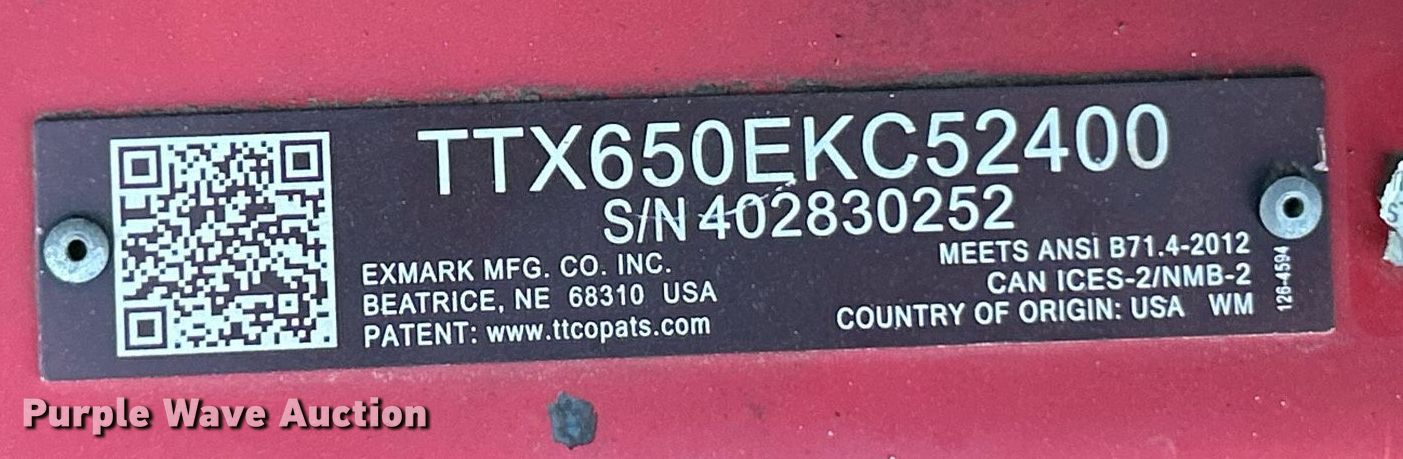 TTX650EKC52400
S/N 402830252
EXMARK MFG. CO. INC.
BEATRICE, NE 68310 USA
PATENT: www.ttcopats.com
MEETS ANSI B71.4-2012
CAN ICES-2/NMB-2
COUNTRY OF ORIGIN: USA WM
126-4594
Purple Wave Auction